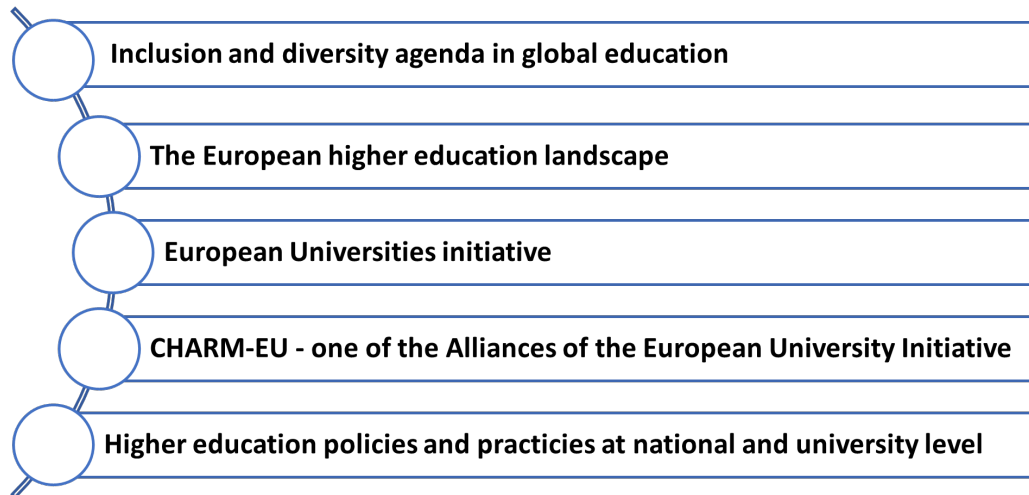 Inclusion and diversity agenda in global education
The European higher education landscape
European Universities initiative
CHARM-EU - one of the Alliances of the European University Initiative
Higher education policies and practicies at national and university level